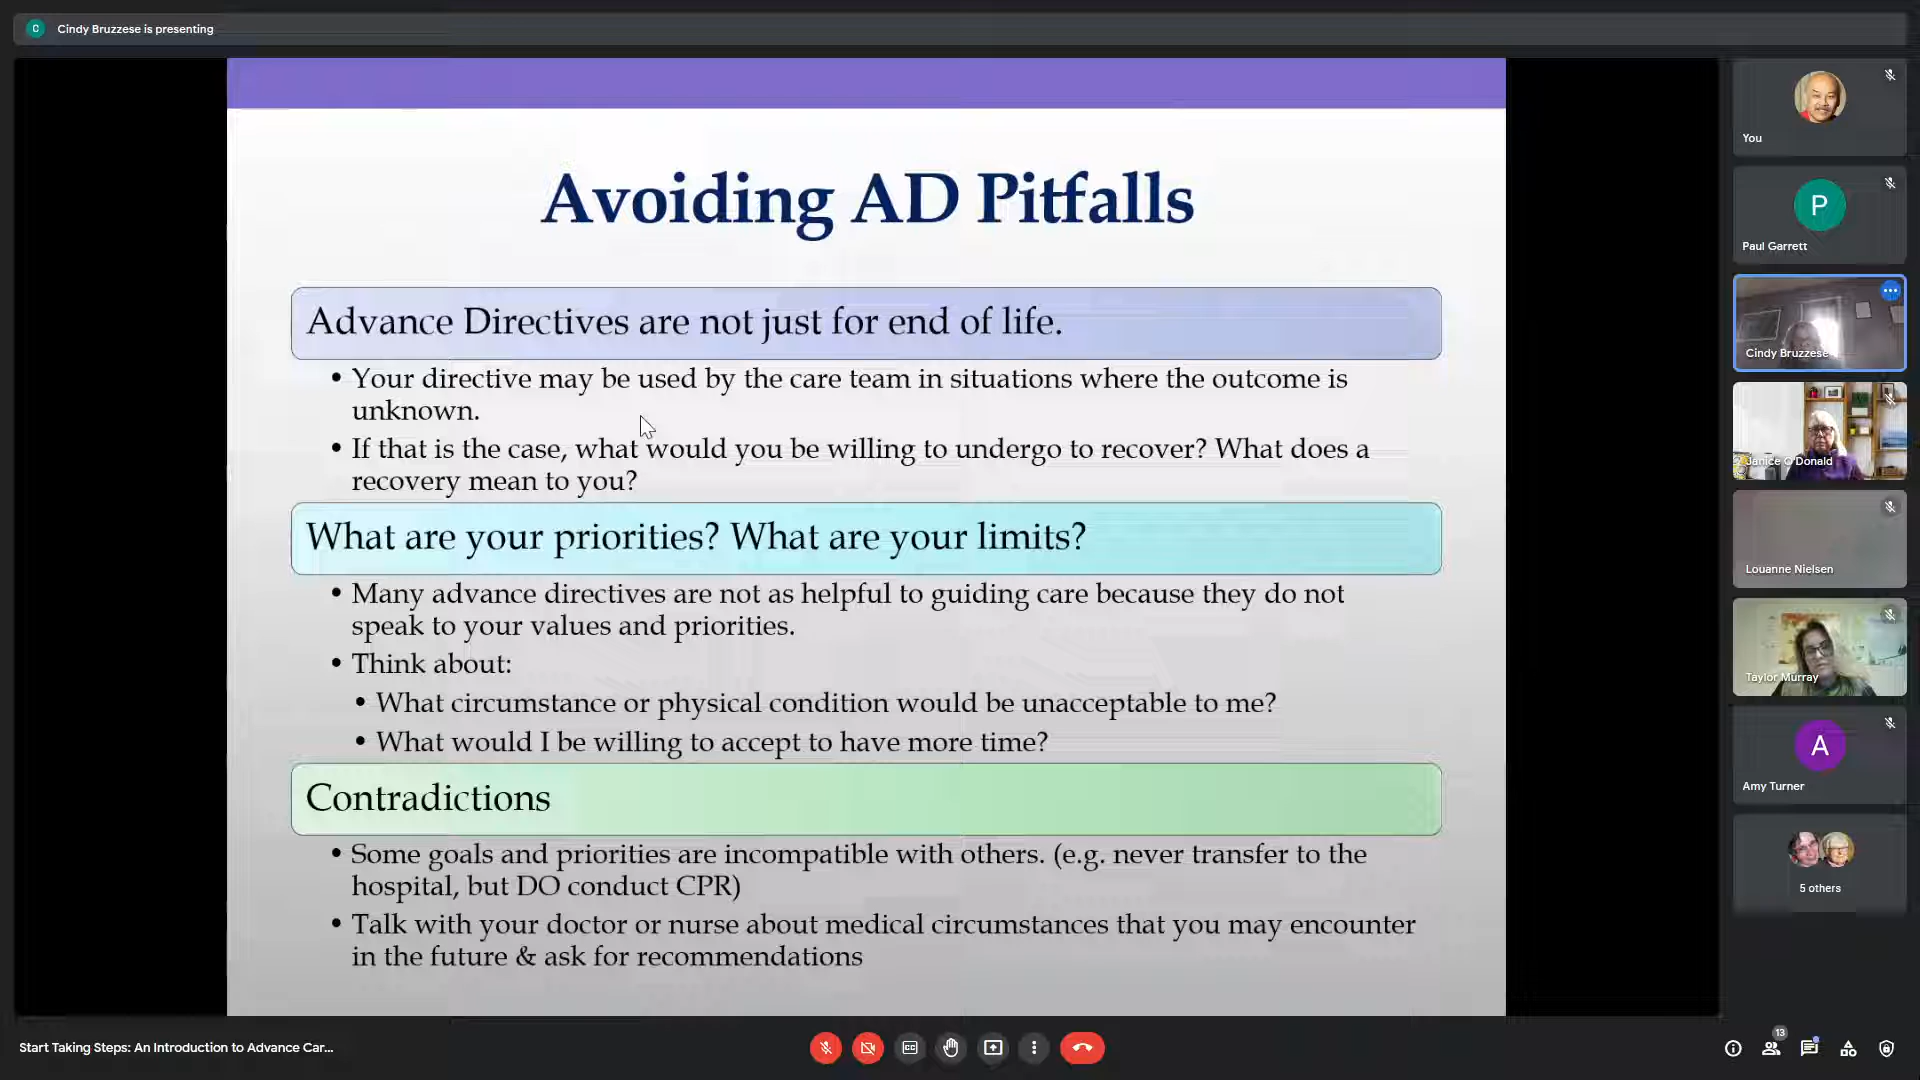 C
Cindy Bruzzese is presenting
Avoiding AD Pitfalls
Advance Directives are not just for end of life.
• Your directive may be used by the care team in situations where the outcome is
unknown.
• If that is the case, what would you be willing to undergo to recover? What does a
recovery mean to you?
What are your priorities? What are your limits?
• Many advance directives are not as helpful to guiding care because they do not
speak to your values and priorities.
• Think about:
• What circumstance or physical condition would be unacceptable to me?
• What would I be willing to accept to have more time?
Contradictions
• Some goals and priorities are incompatible with others. (e.g. never transfer to the
hospital, but DO conduct CPR)
• Talk with your doctor or nurse about medical circumstances that you may encounter
in the future & ask for recommendations
You
P
Paul Garrett
Cindy Bruzzese
Janice O'Donald
Louanne Nielsen
Taylor Murray
A
Amy Turner
5 others
Start Taking Steps: An Introduction to Advance Car...
CC
13